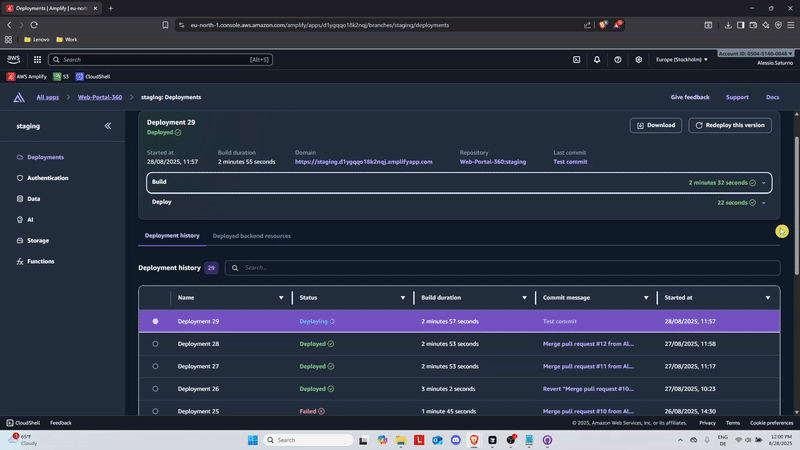 Deployments | Amplify | eu-nort
eu-north-1.console.aws.amazon.com/amplify/apps/d1ygqqo18k2nqj/branches/staging/deployments
Lenovo
Work
aws
Search
[Alt+S]
Account ID: 0504-5140-0048
Europe (Stockholm)
Alessio.Saturno
AWS Amplify
S3
CloudShell
All apps
Web-Portal-360
staging: Deployments
Give feedback
Support
Docs
staging
Deployments
Authentication
Data
AI
Storage
Functions
Deployment 29
Deployed
Download
Redeploy this version
Started at
Build duration
Domain
Repository
Last commit
28/08/2025, 11:57
2 minutes 55 seconds
https://staging.d1ygqqo18k2nqj.amplifyapp.com
Web-Portal-360:staging
Test commit
Build
2 minutes 32 seconds
Deploy
22 seconds
Deployment history
Deployed backend resources
Deployment history 29
Search...
Name Status Build duration Commit message Started at
Deployment 29 Deploying 2 minutes 57 seconds Test commit 28/08/2025, 11:57
Deployment 28 Deployed 2 minutes 53 seconds Merge pull request #12 from Al... 27/08/2025, 11:58
Deployment 27 Deployed 2 minutes 53 seconds Merge pull request #11 from Al... 27/08/2025, 11:17
Deployment 26 Deployed 3 minutes 2 seconds Revert "Merge pull request #10... 27/08/2025, 10:23
Deployment 25 Failed 1 minute 45 seconds Merge pull request #10 from Al... 26/08/2025, 14:30
CloudShell
Feedback
© 2025, Amazon Web Services, Inc. or its affiliates.
Privacy
Terms
Cookie preferences
65°F
Cloudy
Search
ENG
DE
12:00 PM
8/28/2025